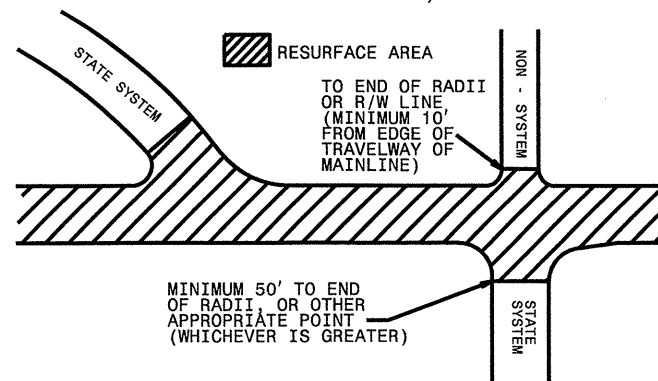 STATE SYSTEM
RESURFACE AREA
TO END OF RADII
OR R/W LINE
(MINIMUM 10'
FROM EDGE OF
TRAVELWAY OF
MAINLINE)
NON - SYSTEM
MINIMUM 50' TO END
OF RADII, OR OTHER
APPROPRIATE POINT
(WHICHEVER IS GREATER)
STATE
SYSTEM